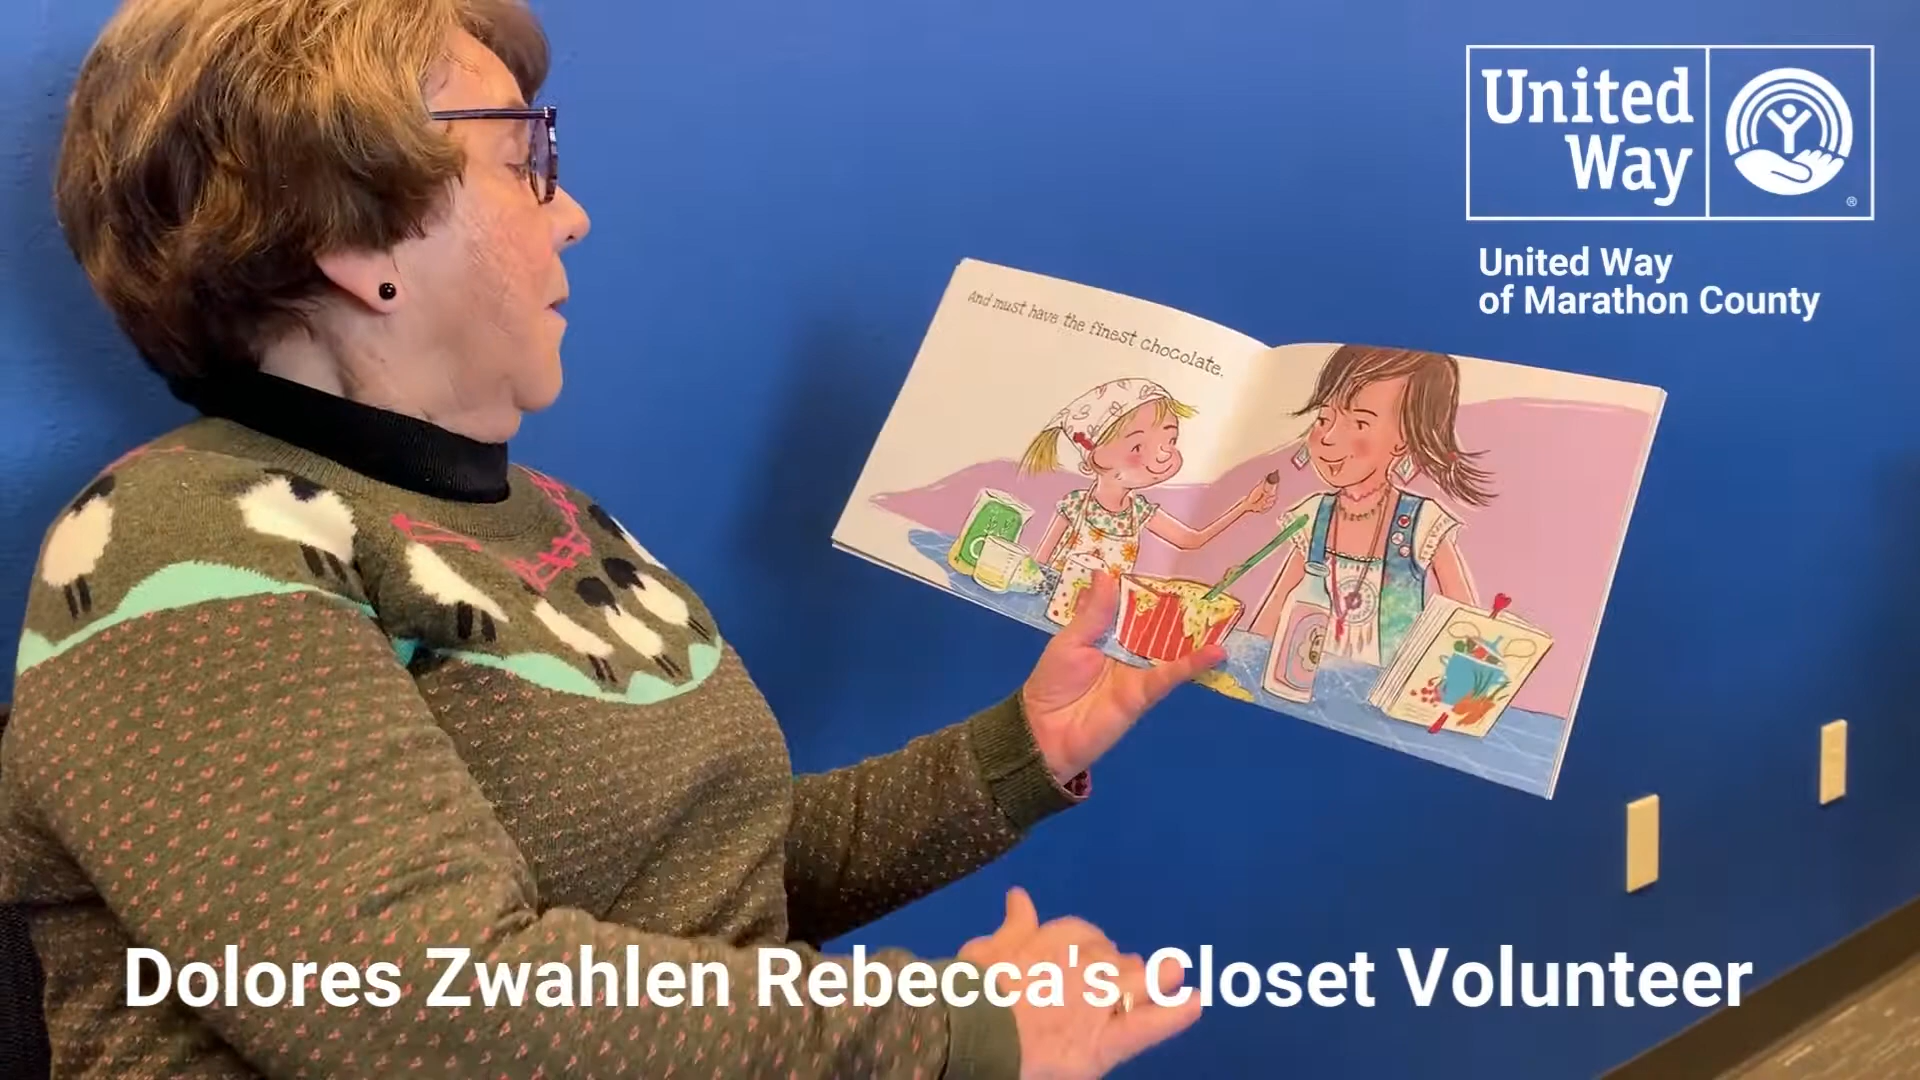 United
Way
®
United Way
of Marathon County
And must have the finest chocolate.
Dolores Zwahlen Rebecca's Closet Volunteer